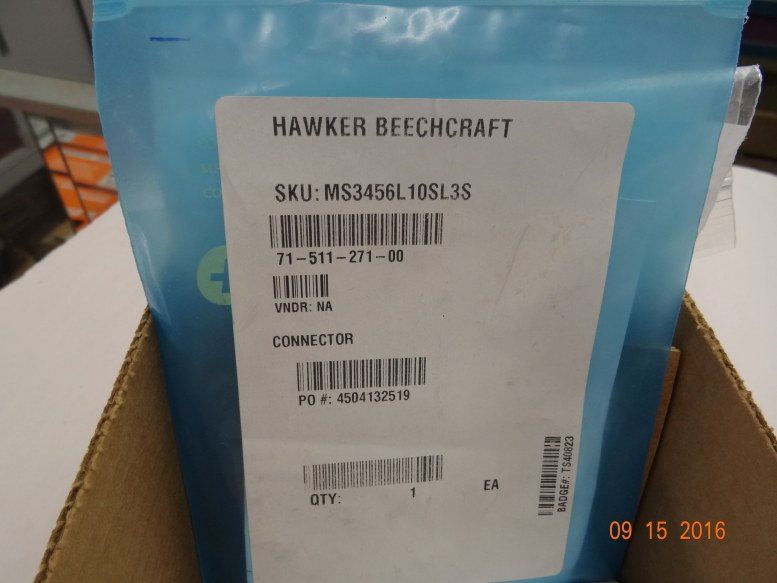 HAWKER BEECHCRAFT
SKU: MS3456L10SL3S
71-511-271-00
VNDR: NA
CONNECTOR
PO #: 4504132519
QTY: 1 EA
BADGE#: TS40823
09 15 2016